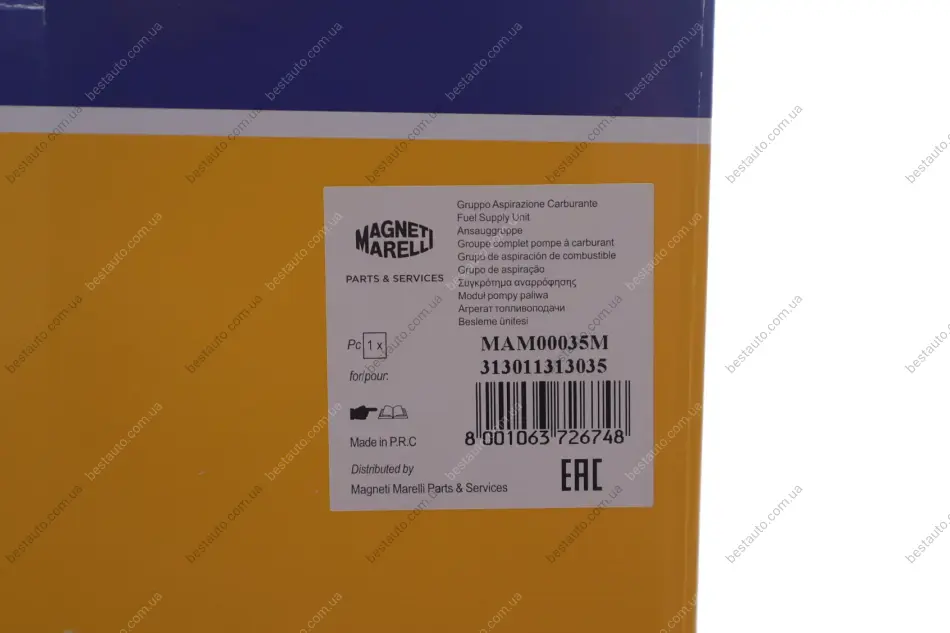 MAGNETI
MARELLI
PARTS & SERVICES
Gruppo Aspirazione Carburante
Fuel Supply Unit
Ansauggruppe
Groupe complet pompe à carburant
Grupo de aspiración de combustible
Grupo de aspiração
Συγκρότημα αναρρόφησης
Moduł pompy paliwa
Агрегат топливоподачи
Besleme ünitesi
Pc 1 x
MAM00035M
313011313035
for/pour:
8 001063 726748
Made in P.R.C
EAC
Distributed by
Magneti Marelli Parts & Services
bestauto.com.ua